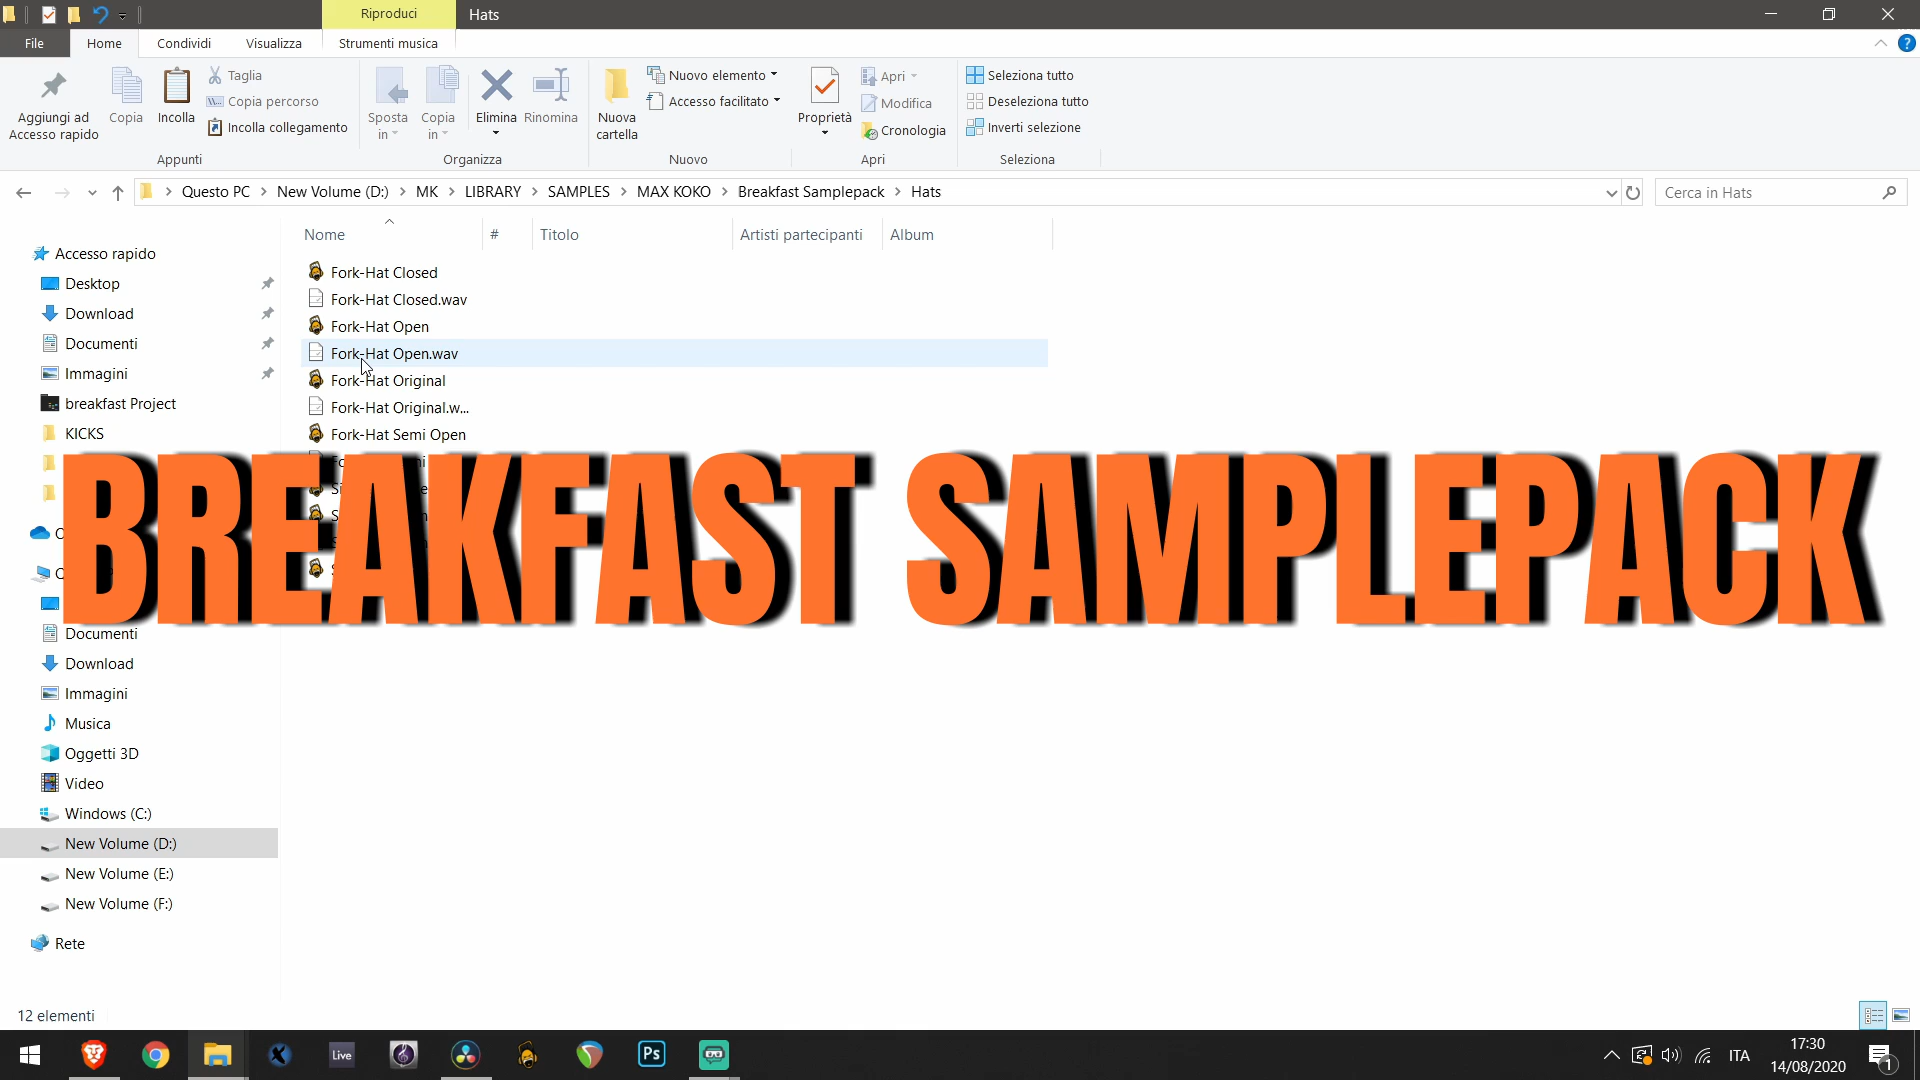 Riproduci
Hats
File
Home
Condividi
Visualizza
Strumenti musica
Aggiungi ad
Accesso rapido
Copia
Incolla
Taglia
Copia percorso
Incolla collegamento
Appunti
Sposta
in
Copia
in
Elimina
Rinomina
Organizza
Nuova
cartella
Nuovo elemento
Accesso facilitato
Nuovo
Proprietà
Apri
Modifica
Cronologia
Apri
Seleziona tutto
Deseleziona tutto
Inverti selezione
Seleziona
Questo PC > New Volume (D:) > MK > LIBRARY > SAMPLES > MAX KOKO > Breakfast Samplepack > Hats
Cerca in Hats
Nome
#
Titolo
Artisti partecipanti
Album
Accesso rapido
Desktop
Download
Documenti
Immagini
breakfast Project
KICKS
Fork-Hat Closed
Fork-Hat Closed.wav
Fork-Hat Open
Fork-Hat Open.wav
Fork-Hat Original
Fork-Hat Original.w...
Fork-Hat Semi Open
BREAKFAST SAMPLEPACK
Documenti
Download
Immagini
Musica
Oggetti 3D
Video
Windows (C:)
New Volume (D:)
New Volume (E:)
New Volume (F:)
Rete
12 elementi
Live
Ps
ITA
17:30
14/08/2020
1